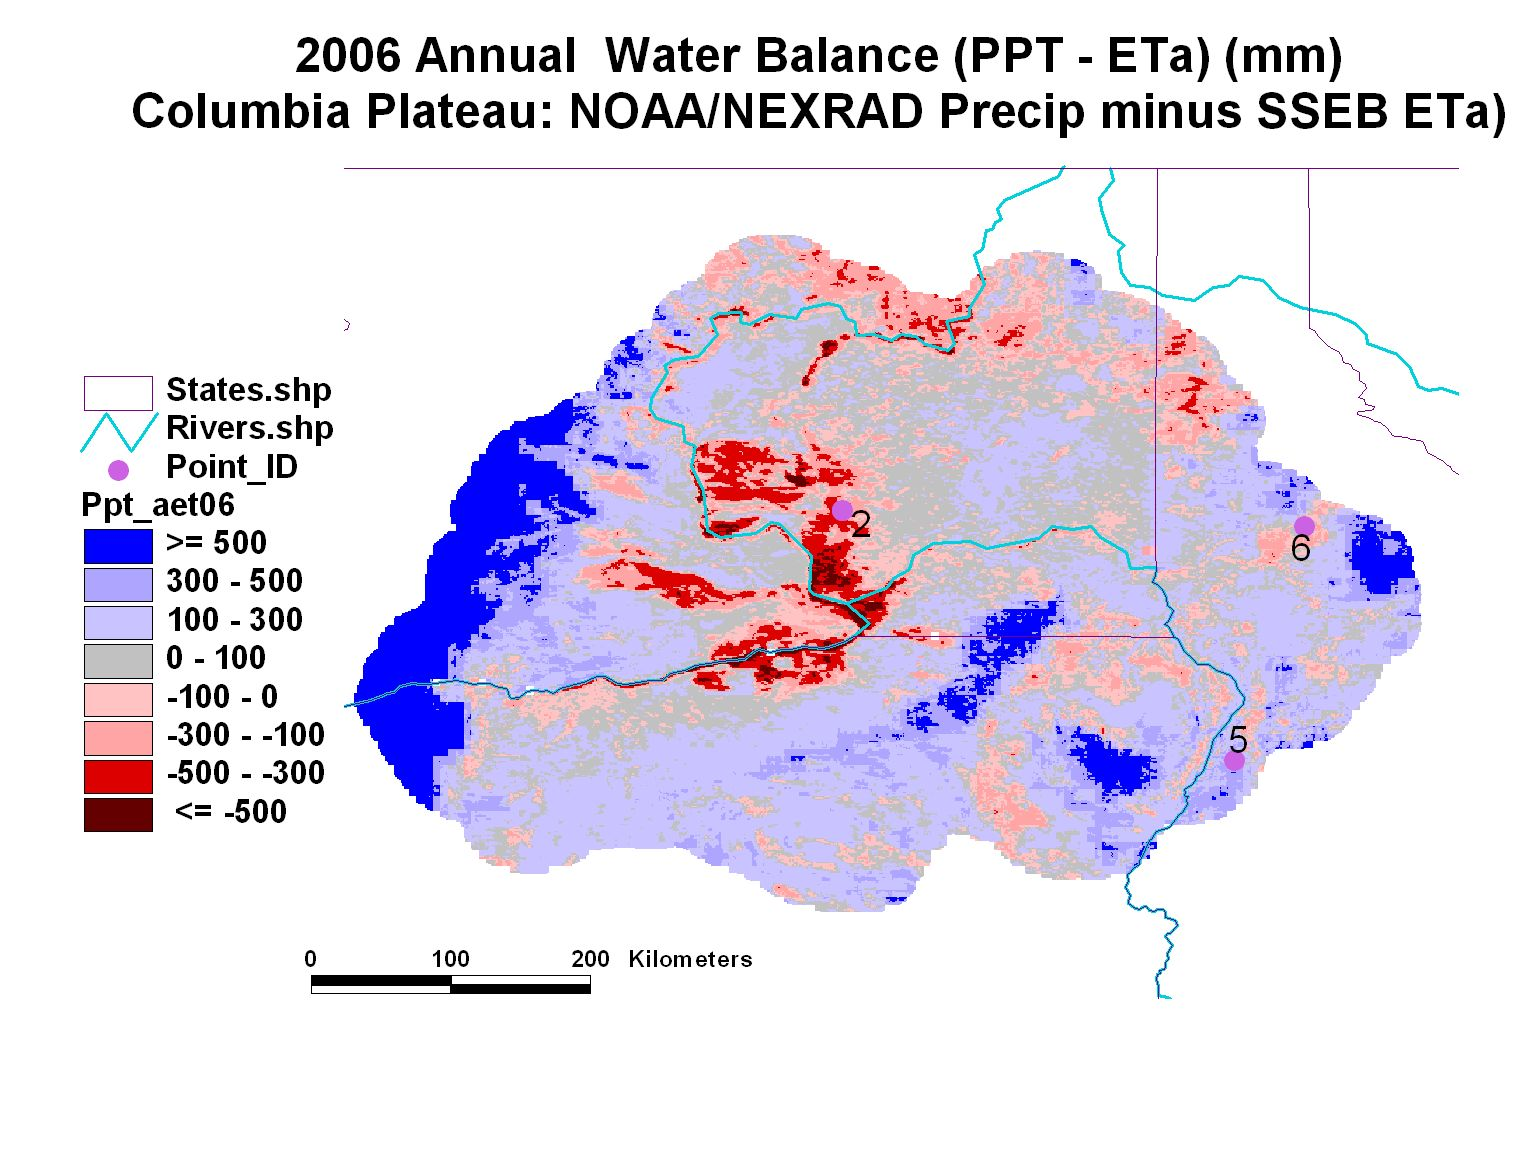 2006 Annual  Water Balance (PPT - ETa) (mm)
Columbia Plateau: NOAA/NEXRAD Precip minus SSEB ETa)
States.shp
Rivers.shp
Point_ID
Ppt_aet06
>= 500
300 - 500
100 - 300
0 - 100
-100 - 0
-300 - -100
-500 - -300
<= -500
2
6
5
0 100 200 Kilometers